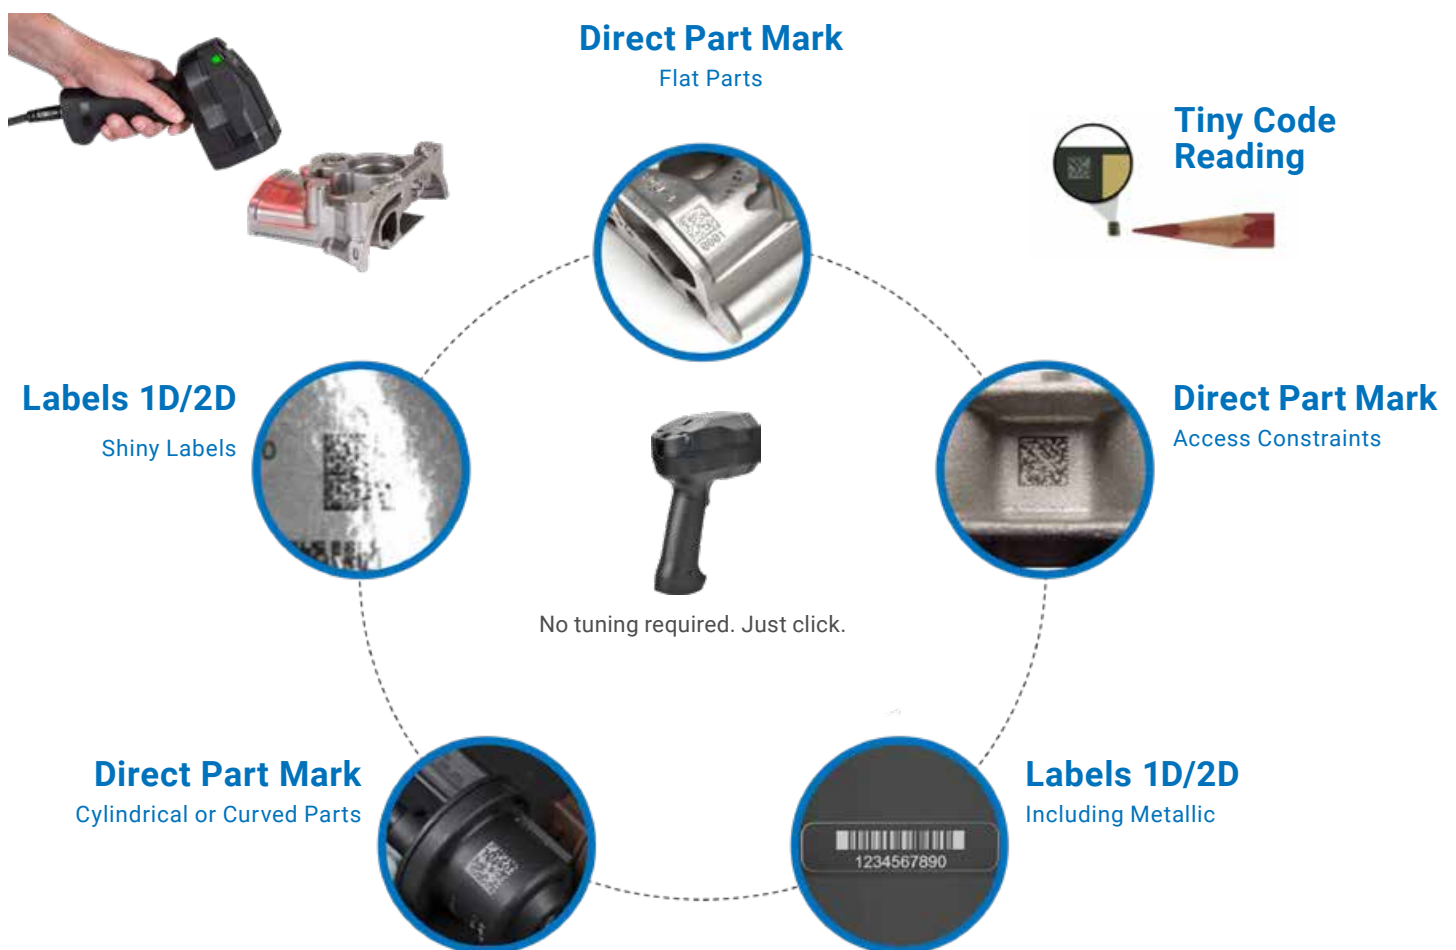 Direct Part Mark
Flat Parts
Tiny Code
Reading
0001
Labels 1D/2D
Shiny Labels
Direct Part Mark
Access Constraints
No tuning required. Just click.
Direct Part Mark
Cylindrical or Curved Parts
Labels 1D/2D
Including Metallic
1234567890